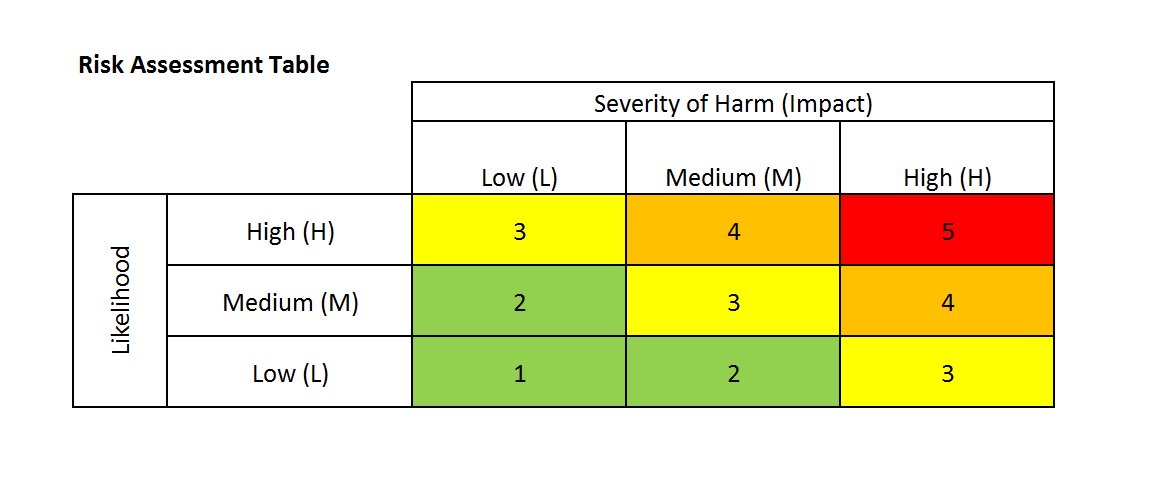 Risk Assessment Table
Severity of Harm (Impact)
Low (L) Medium (M) High (H)
Likelihood
High (H) 3 4 5
Medium (M) 2 3 4
Low (L) 1 2 3